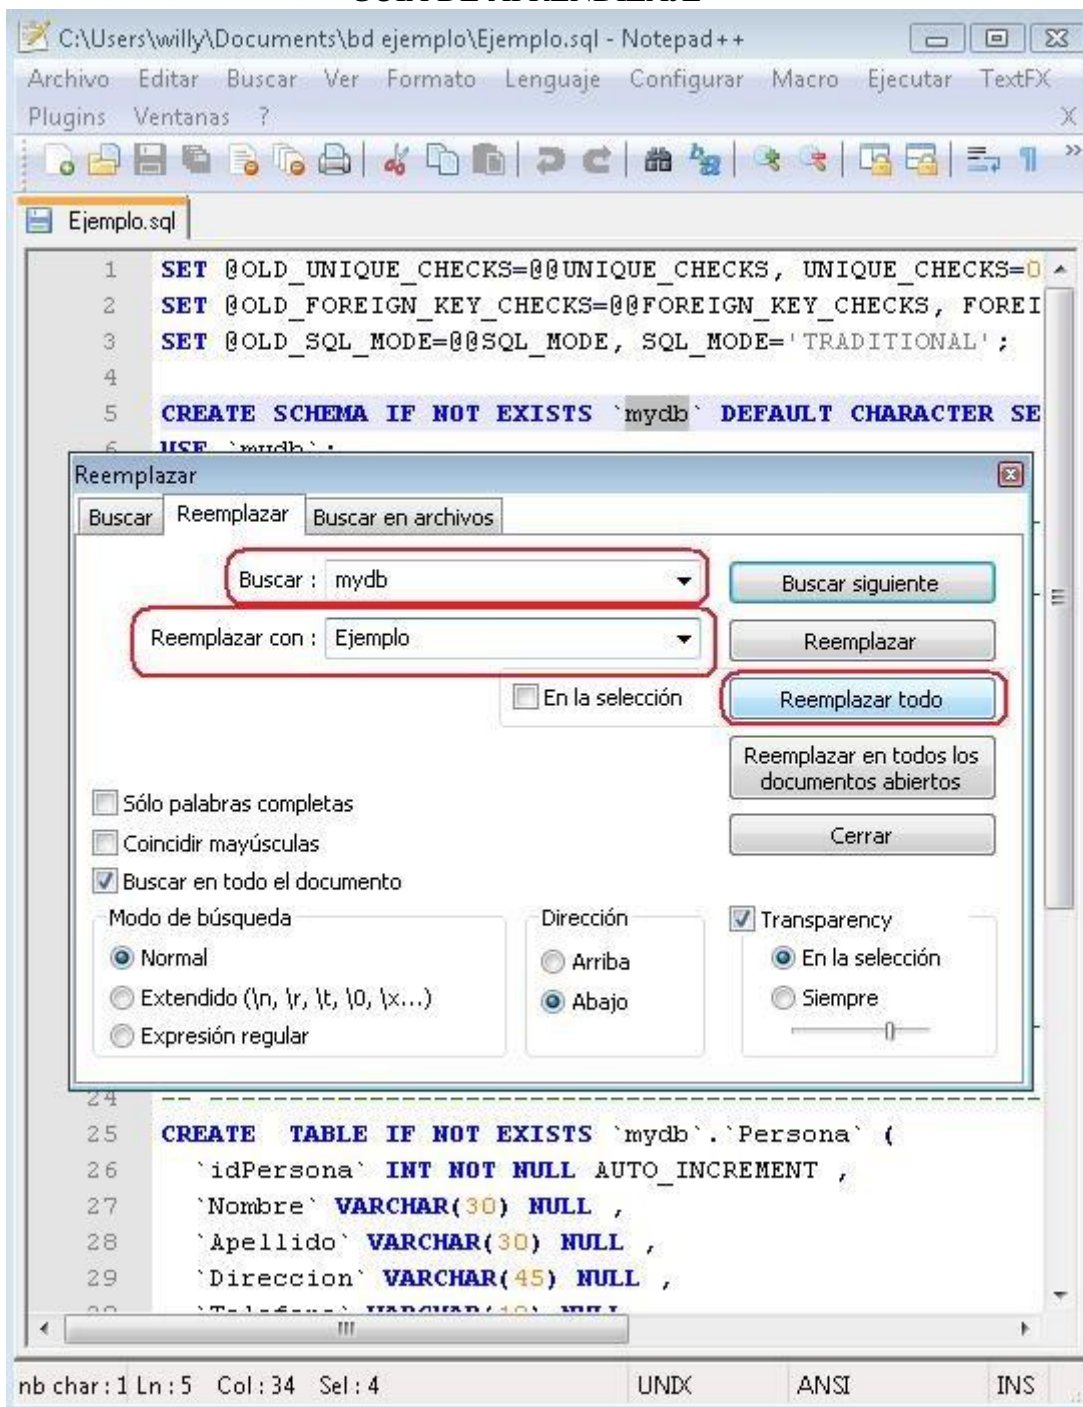 C:\Users\willy\Documents\bd ejemplo\Ejemplo.sql - Notepad++
Archivo Editar Buscar Ver Formato Lenguaje Configurar Macro Ejecutar TextFX
Plugins Ventanas ? X
Ejemplo.sql
1 SET @OLD_UNIQUE_CHECKS=@@UNIQUE_CHECKS, UNIQUE_CHECKS=0
2 SET @OLD_FOREIGN_KEY_CHECKS=@@FOREIGN_KEY_CHECKS, FOREI
3 SET @OLD_SQL_MODE=@@SQL_MODE, SQL_MODE='TRADITIONAL';
4
5 CREATE SCHEMA IF NOT EXISTS `mydb` DEFAULT CHARACTER SE
6 USE `mydb`;
Reemplazar
Buscar Reemplazar Buscar en archivos
Buscar : mydb Buscar siguiente
Reemplazar con : Ejemplo Reemplazar
En la selección Reemplazar todo
Reemplazar en todos los
documentos abiertos
Sólo palabras completas
Coincidir mayúsculas Cerrar
Buscar en todo el documento
Modo de búsqueda Dirección Transparency
Normal Arriba En la selección
Extendido (\n, \r, \t, \0, \x...) Abajo Siempre
Expresión regular
24 -- --------------------------------------------------
25 CREATE TABLE IF NOT EXISTS `mydb`.`Persona` (
26 `idPersona` INT NOT NULL AUTO_INCREMENT ,
27 `Nombre` VARCHAR(30) NULL ,
28 `Apellido` VARCHAR(30) NULL ,
29 `Direccion` VARCHAR(45) NULL ,
nb char : 1 Ln : 5 Col : 34 Sel : 4 UNIX ANSI INS